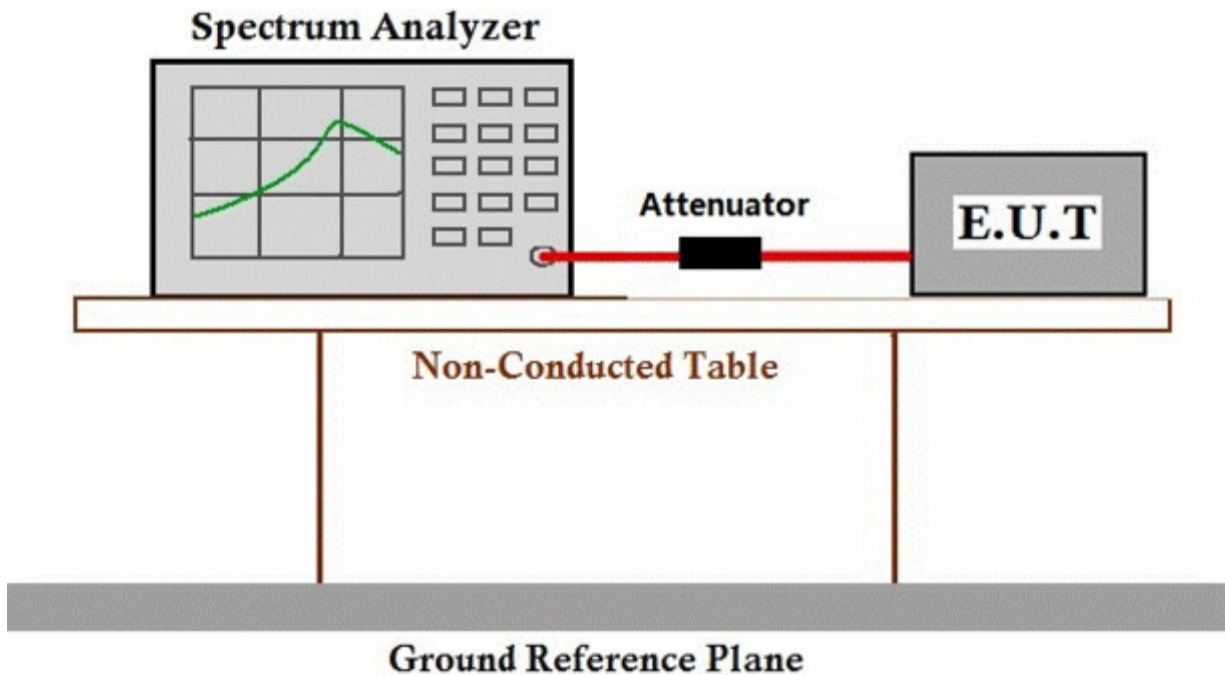 Spectrum Analyzer
Attenuator
E.U.T
Non-Conducted Table
Ground Reference Plane